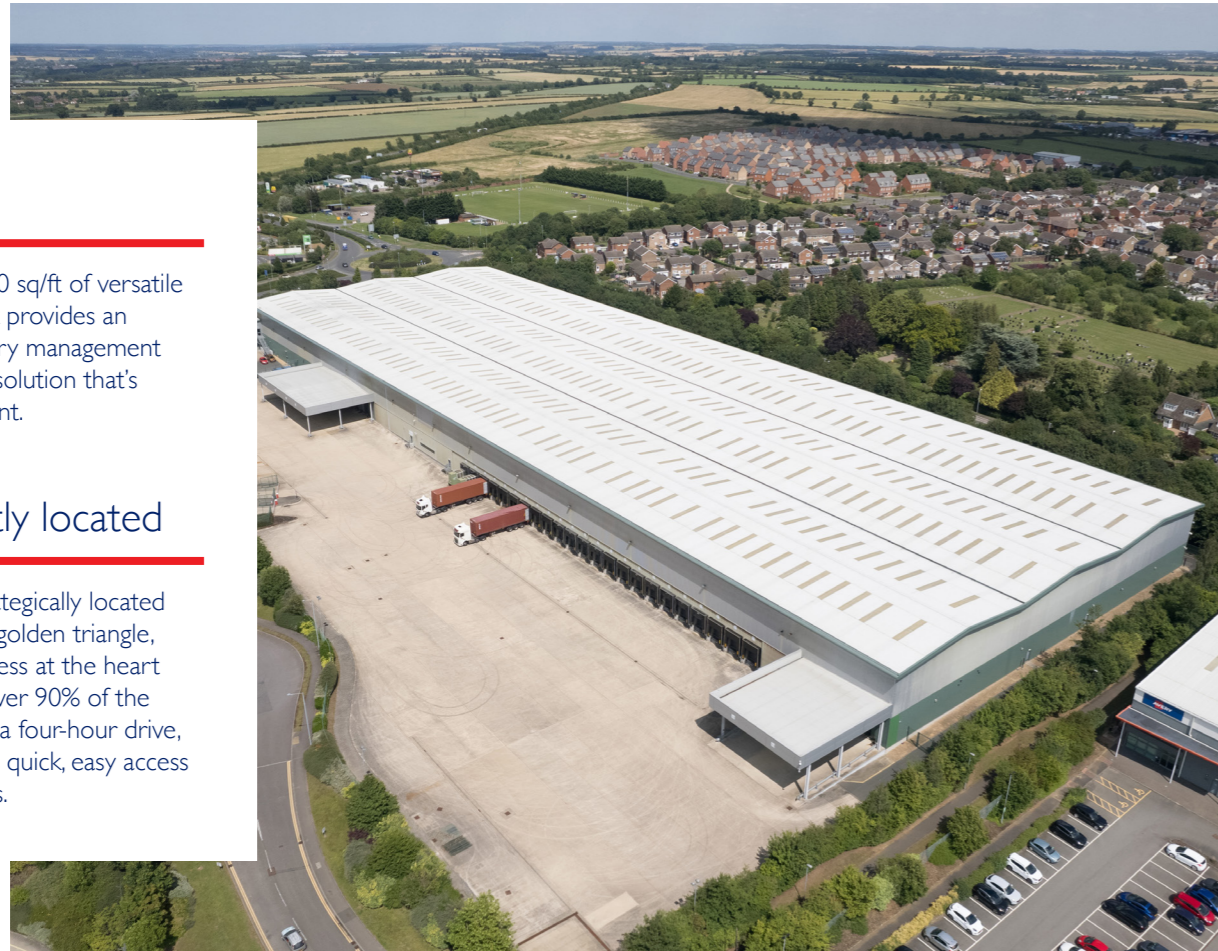 0 sq/ft of versatile
provides an
ry management
solution that's
nt.
tly located
tegically located
golden triangle,
ess at the heart
ver 90% of the
a four-hour drive,
quick, easy access
s.